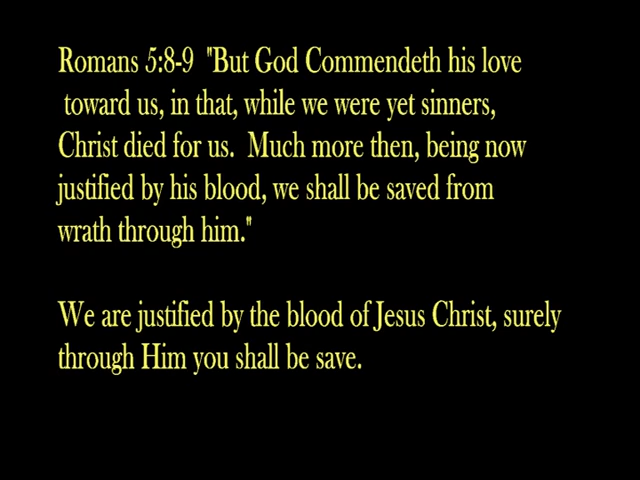 Romans 5:8-9  "But God Commendeth his love
toward us, in that, while we were yet sinners,
Christ died for us.  Much more then, being now
justified by his blood, we shall be saved from
wrath through him."
We are justified by the blood of Jesus Christ, surely
through Him you shall be save.